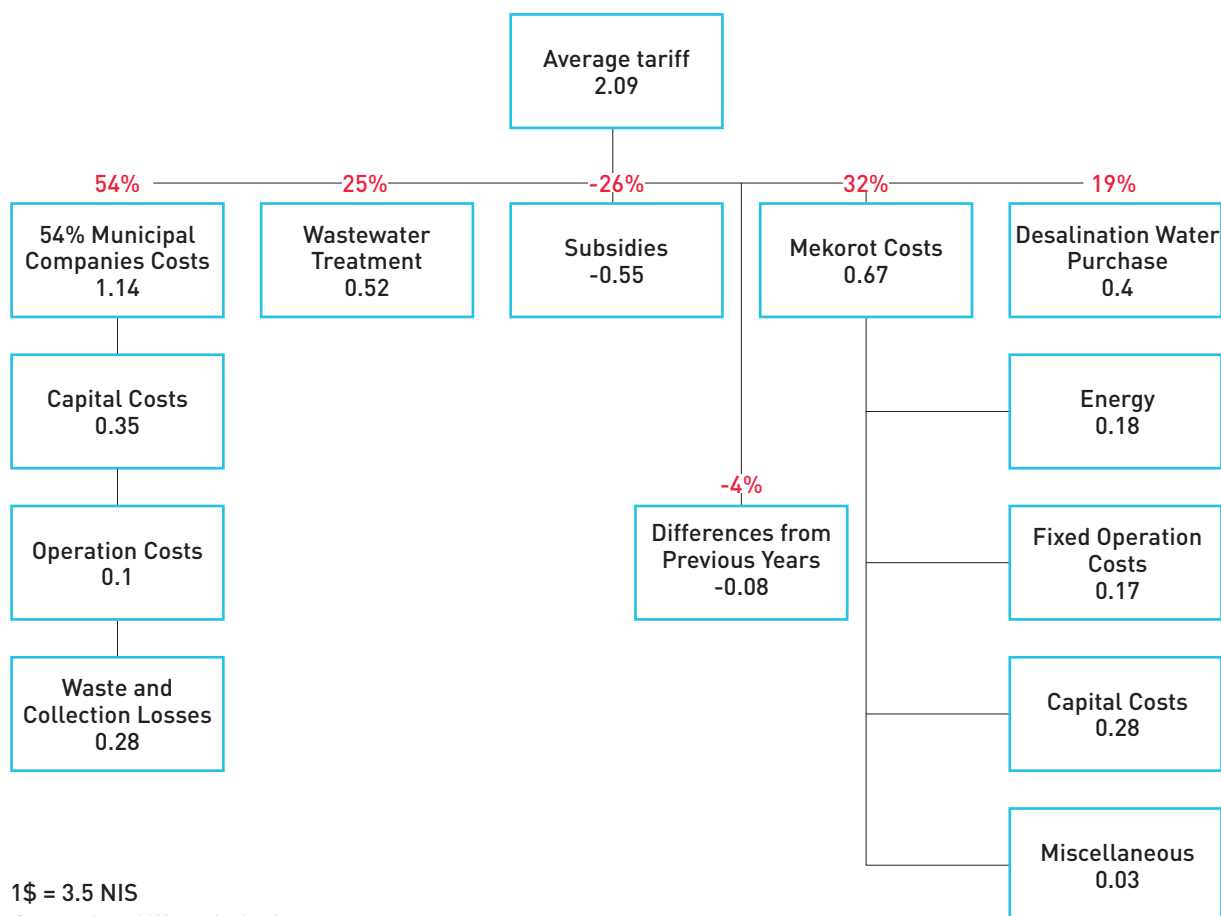 Average tariff
2.09
54%
25%
-26%
32%
19%
54% Municipal
Companies Costs
1.14
Wastewater
Treatment
0.52
Subsidies
-0.55
Mekorot Costs
0.67
Desalination Water
Purchase
0.4
Capital Costs
0.35
Energy
0.18
-4%
Differences from
Previous Years
-0.08
Operation Costs
0.1
Fixed Operation
Costs
0.17
Waste and
Collection Losses
0.28
Capital Costs
0.28
Miscellaneous
0.03
1$ = 3.5 NIS